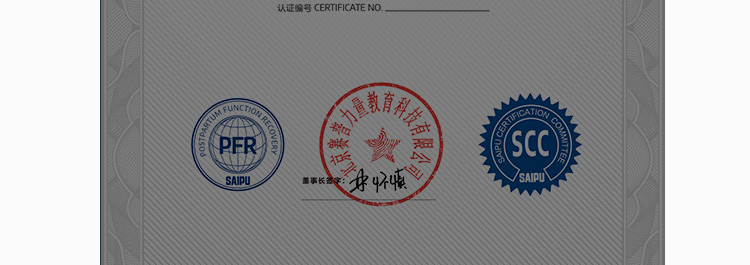 认证编号 CERTIFICATE NO.
POSTPARTUM FUNCTION RECOVERY
PFR
SAIPU
北京赛普力量教育科技有限公司
董事长签字：
SAIPU CERTIFICATION COMMITTEE
SCC
SAIPU